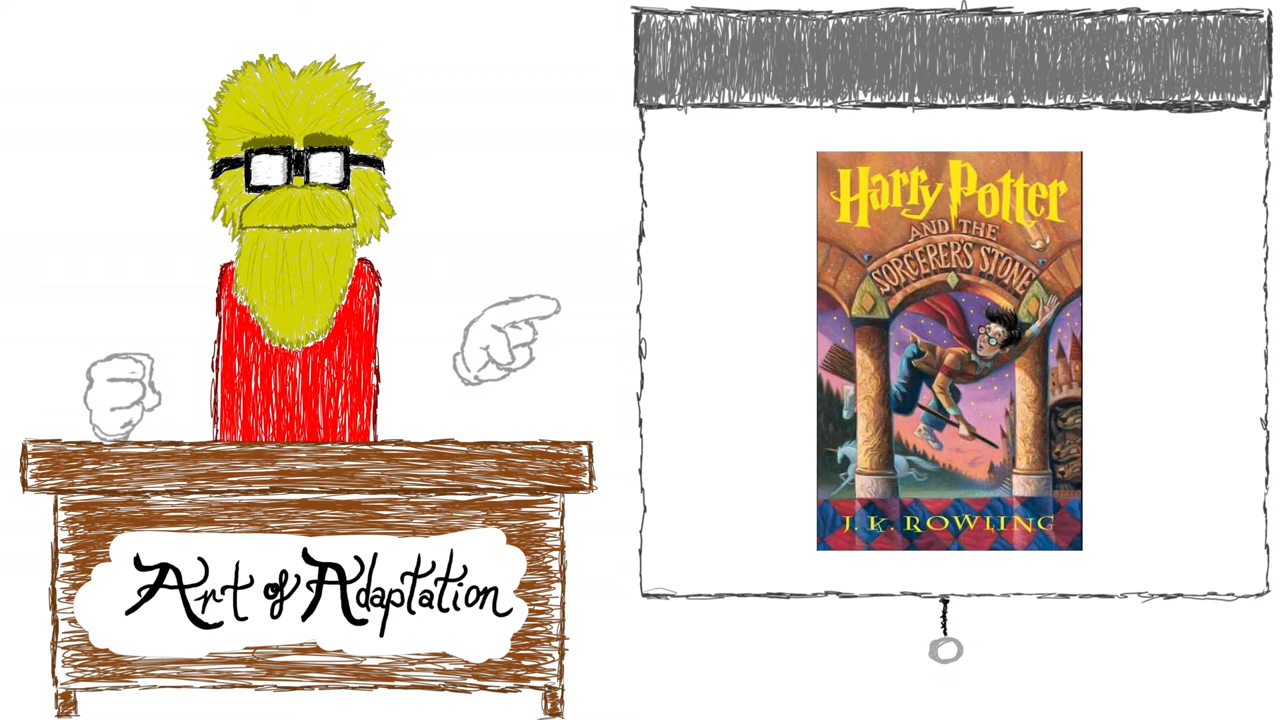 Art of Adaptation
Harry Potter
AND THE
SORCERER'S STONE
J. K. ROWLING